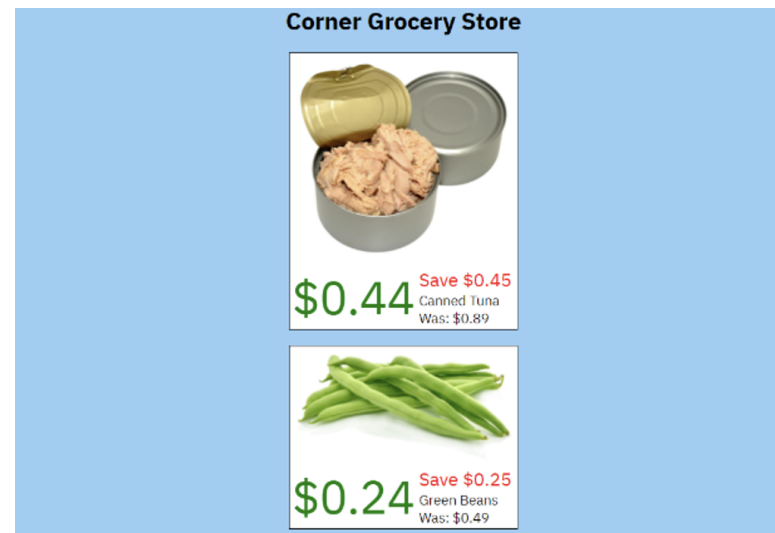 Corner Grocery Store
$0.44
Save $0.45
Canned Tuna
Was: $0.89
$0.24
Save $0.25
Green Beans
Was: $0.49